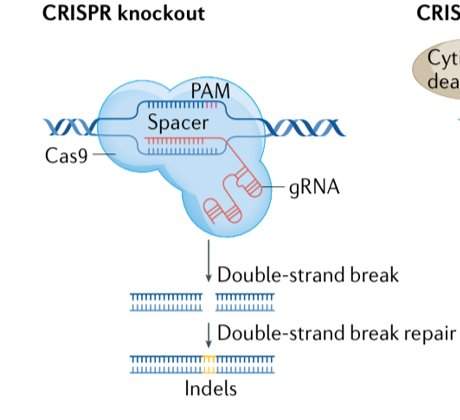 CRISPR knockout
CRIS
PAM
Spacer
Cas9
gRNA
Double-strand break
Double-strand break repair
Indels